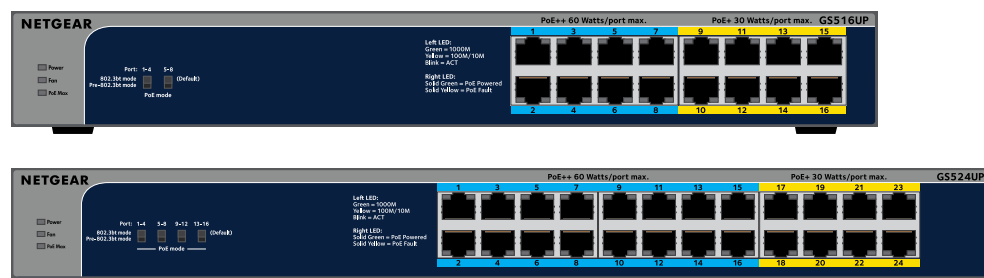 NETGEAR
PoE++ 60 Watts/port max. PoE+ 30 Watts/port max. GS516UP
1 3 5 7 9 11 13 15
Left LED:
Green = 1000M
Yellow = 100M/10M
Blink = ACT
Right LED:
Solid Green = PoE Powered
Solid Yellow = PoE Fault
Power
Fan
PoE Max
Port: 1-4 5-8
802.3bt mode (Default)
Pre-802.3bt mode
PoE mode
2 4 6 8 10 12 14 16
NETGEAR
PoE++ 60 Watts/port max. PoE+ 30 Watts/port max. GS524UP
1 3 5 7 9 11 13 15 17 19 21 23
Left LED:
Green = 1000M
Yellow = 100M/10M
Blink = ACT
Right LED:
Solid Green = PoE Powered
Solid Yellow = PoE Fault
Power
Fan
PoE Max
Port: 1-4 5-8 9-12 13-16
802.3bt mode (Default)
Pre-802.3bt mode
PoE mode
2 4 6 8 10 12 14 16 18 20 22 24